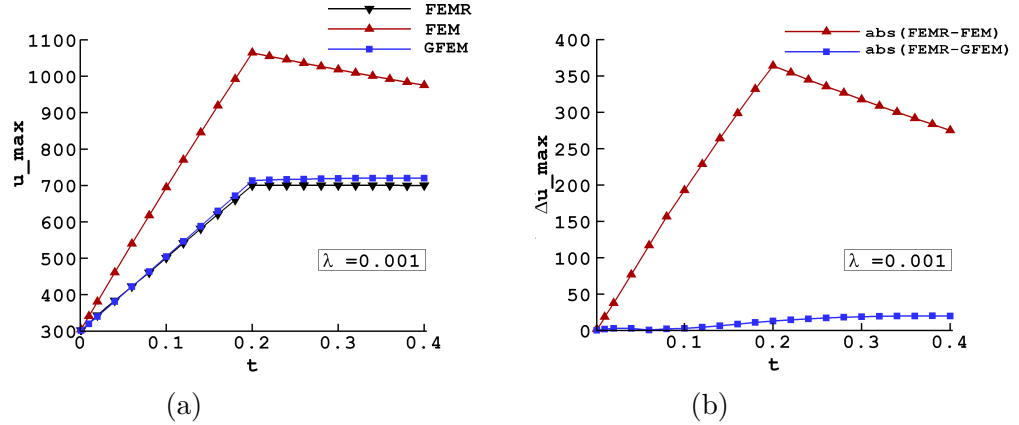 FEMR
FEM
GFEM
1100
1000
900
800
700
600
500
400
300
u_max
λ =0.001
0
0.1
0.2
0.3
0.4
t
(a)
abs(FEMR-FEM)
abs(FEMR-GFEM)
400
350
300
250
200
150
100
50
0
Δu_max
λ =0.001
0.1
0.2
0.3
0.4
t
(b)